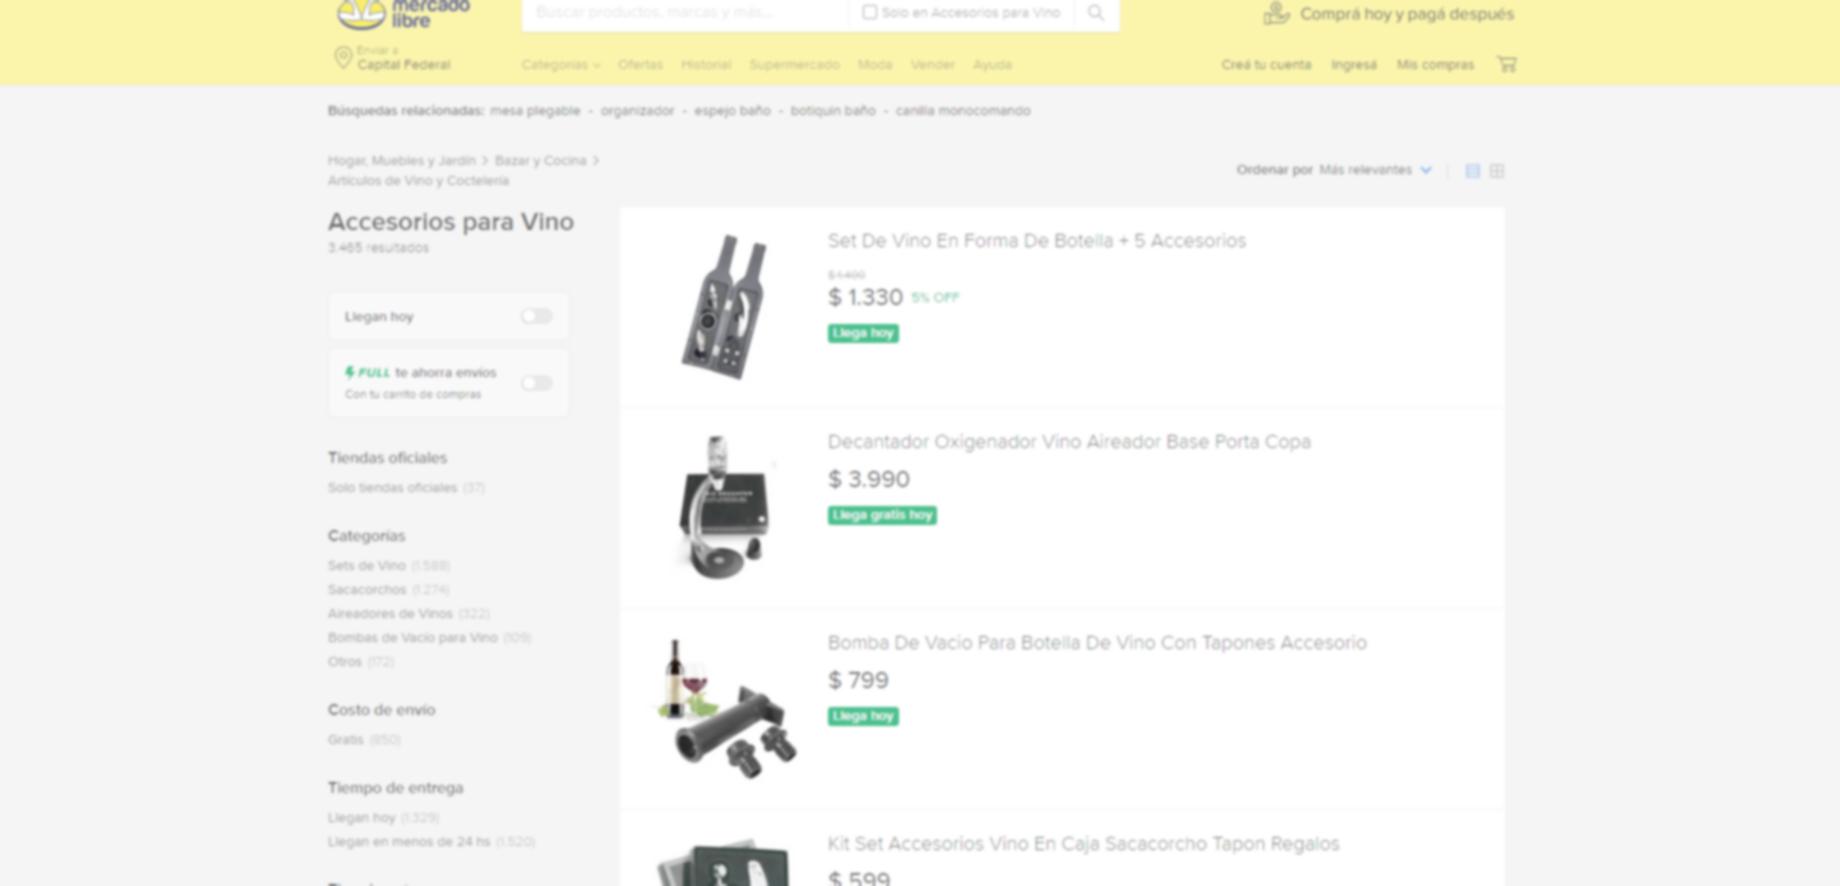 mercado
libre
Buscar productos, marcas y más...
Solo en Accesorios para Vino
Comprá hoy y pagá después
Enviar a
Capital Federal
Categorías Ofertas Historial Supermercado Moda Vender Ayuda
Creá tu cuenta Ingresá Mis compras
Búsquedas relacionadas: mesa plegable - organizador - espejo baño - botiquin baño - canilla monocomando
Hogar, Muebles y Jardín > Bazar y Cocina >
Artículos de Vino y Coctelería
Ordenar por Más relevantes
Accesorios para Vino
3.465 resultados
Llegan hoy
FULL te ahorra envíos
Con tu carrito de compras
Tiendas oficiales
Solo tiendas oficiales (37)
Categorías
Sets de Vino (1.588)
Sacacorchos (1.274)
Aireadores de Vinos (322)
Bombas de Vacío para Vino (109)
Otros (172)
Costo de envío
Gratis (850)
Tiempo de entrega
Llegan hoy (1.329)
Llegan en menos de 24 hs (1.520)
Set De Vino En Forma De Botella + 5 Accesorios
$ 1.400
$ 1.330 5% OFF
Llega hoy
Decantador Oxigenador Vino Aireador Base Porta Copa
$ 3.990
Llega gratis hoy
Bomba De Vacio Para Botella De Vino Con Tapones Accesorio
$ 799
Llega hoy
Kit Set Accesorios Vino En Caja Sacacorcho Tapon Regalos
$ 599